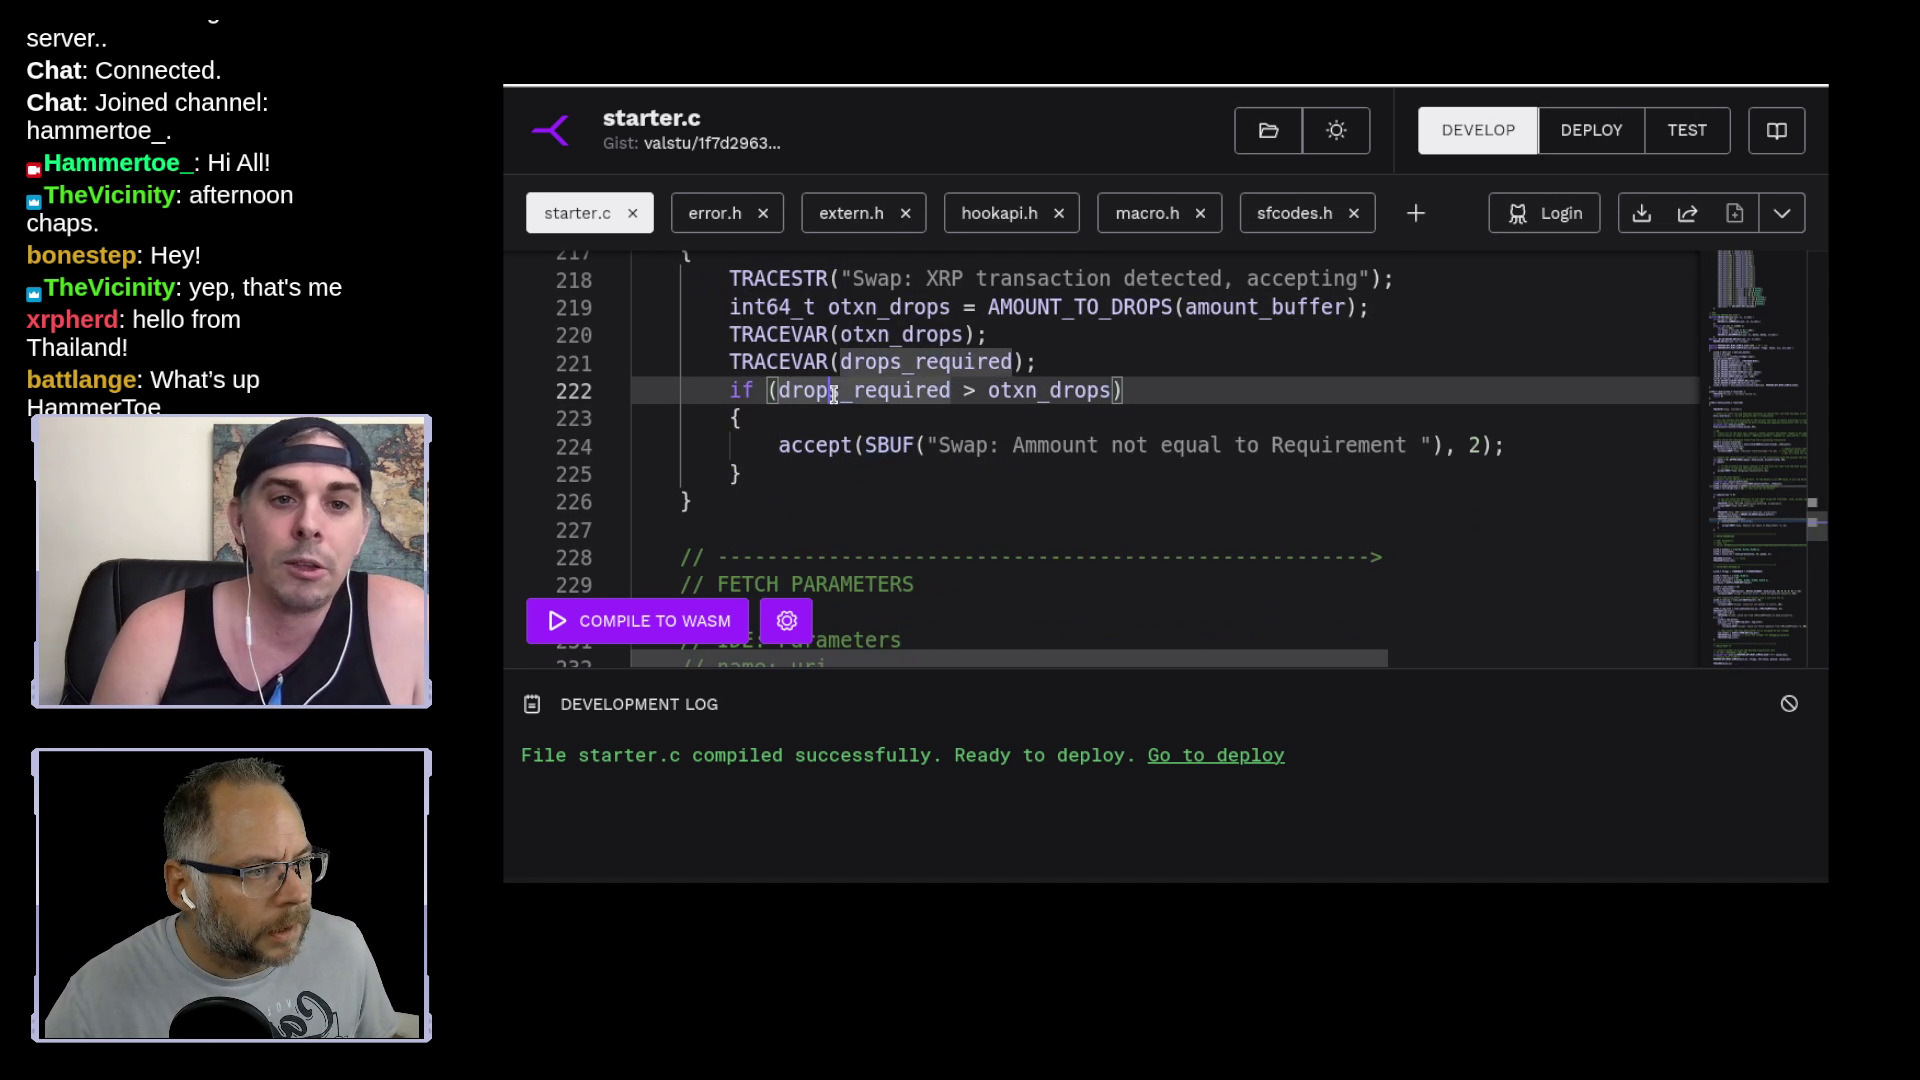 server..
Chat: Connected.
Chat: Joined channel:
hammertoe_.
Hammertoe_: Hi All!
TheVicinity: afternoon
chaps.
bonestep: Hey!
TheVicinity: yep, that's me
xrpherd: hello from
Thailand!
battlange: What's up
HammerToe
starter.c
Gist: valstu/1f7d2963...
DEVELOP
DEPLOY
TEST
starter.c
error.h
extern.h
hookapi.h
macro.h
sfcodes.h
Login
217 {
218 TRACESTR("Swap: XRP transaction detected, accepting");
219 int64_t otxn_drops = AMOUNT_TO_DROPS(amount_buffer);
220 TRACEVAR(otxn_drops);
221 TRACEVAR(drops_required);
222 if (drops_required > otxn_drops)
223 {
224 accept(SBUF("Swap: Ammount not equal to Requirement "), 2);
225 }
226 }
227
228 // ----------------------------------------------------->
229 // FETCH PARAMETERS
COMPILE TO WASM
231 // IDE: Parameters
232 // name: uri
DEVELOPMENT LOG
File starter.c compiled successfully. Ready to deploy. Go to deploy